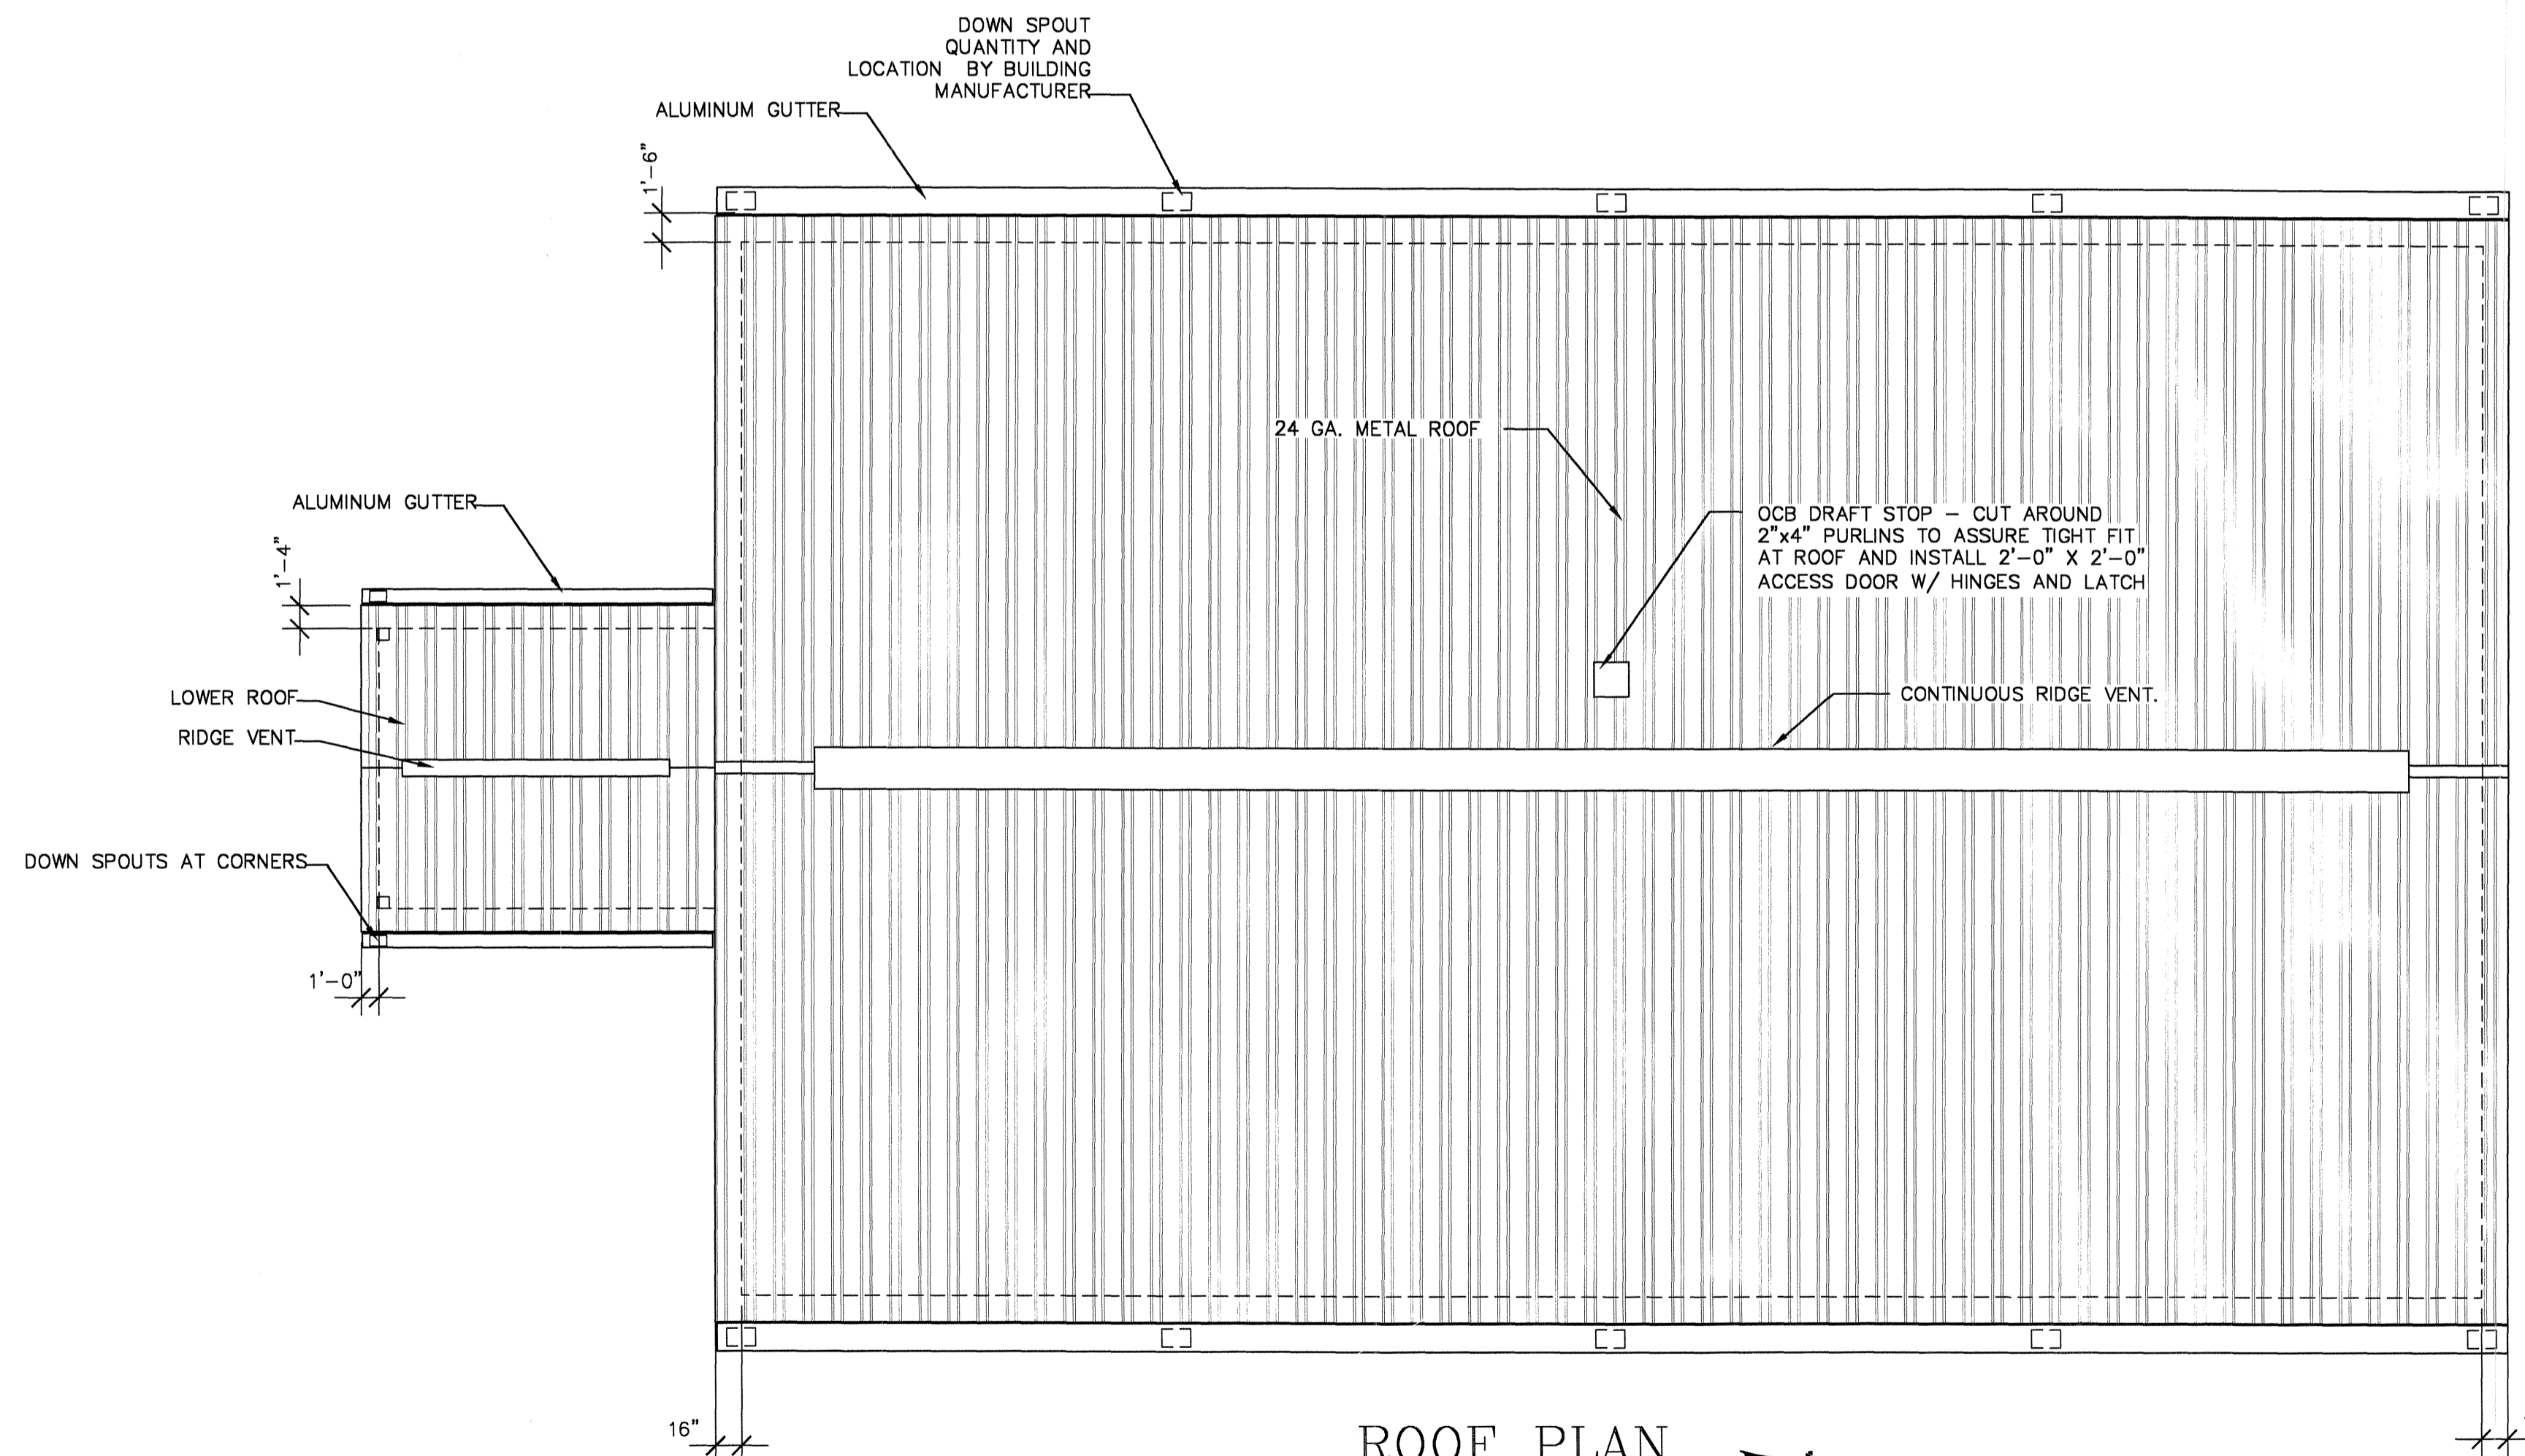 DOWN SPOUT
QUANTITY AND
LOCATION BY BUILDING
MANUFACTURER
ALUMINUM GUTTER
1'-6"
24 GA. METAL ROOF
ALUMINUM GUTTER
OCB DRAFT STOP – CUT AROUND
2"x4" PURLINS TO ASSURE TIGHT FIT
AT ROOF AND INSTALL 2'-0" X 2'-0"
ACCESS DOOR W/ HINGES AND LATCH
1'-4"
LOWER ROOF
CONTINUOUS RIDGE VENT.
RIDGE VENT
DOWN SPOUTS AT CORNERS
1'-0"
16"
ROOF PLAN